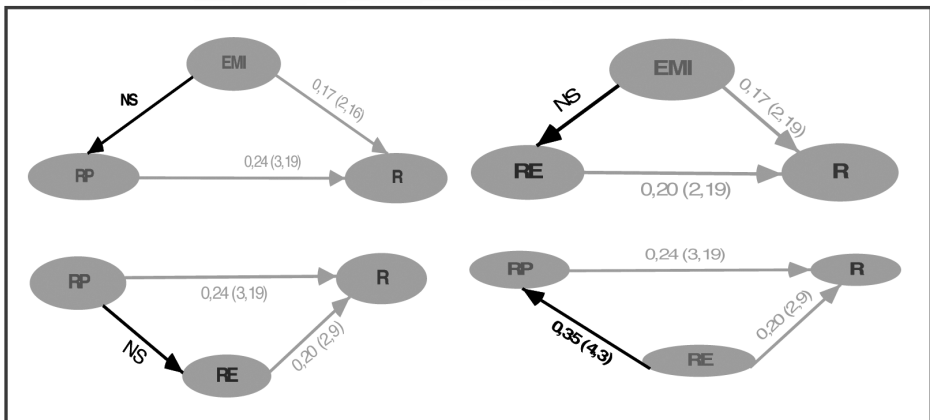 EMI
NS
0,17 (2,16)
RP
0,24 (3,19)
R
EMI
NS
0,17 (2,19)
RE
0,20 (2,19)
R
RP
0,24 (3,19)
R
NS
0,20 (2,9)
RE
RP
0,24 (3,19)
R
0,35 (4,3)
0,20 (2,9)
RE